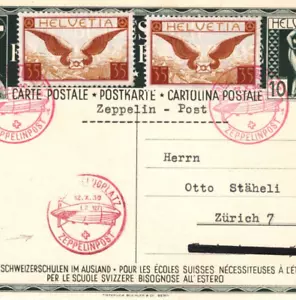 HELVETIA HELVETIA
35 35 35 35 10
CARTE POSTALE - POSTKARTE - CARTOLINA POSTALE
Zeppelin - Post
ZEPPELINPOST ZEPPELINPOST
Herrn
Otto Stäheli
Zürich 7
ZEPPELINPOST
SCHWEIZERSCHULEN IM AUSLAND • POUR LES ÉCOLES SUISSES NÉCESSITEUSES À L'É
PER LE SCUOLE SVIZZERE BISOGNOSE ALL'ESTERO